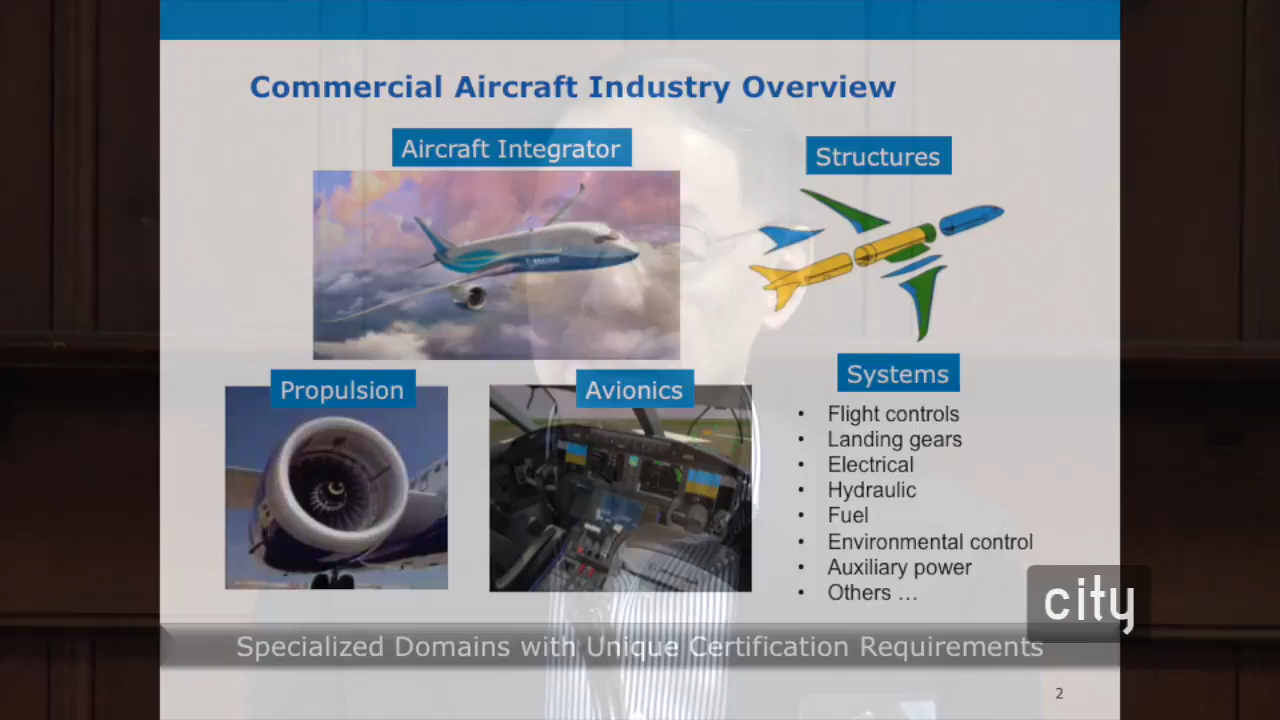 Commercial Aircraft Industry Overview
Aircraft Integrator
Structures
Propulsion
Avionics
Systems
• Flight controls
• Landing gears
• Electrical
• Hydraulic
• Fuel
• Environmental control
• Auxiliary power
• Others ...
city
Specialized Domains with Unique Certification Requirements
2